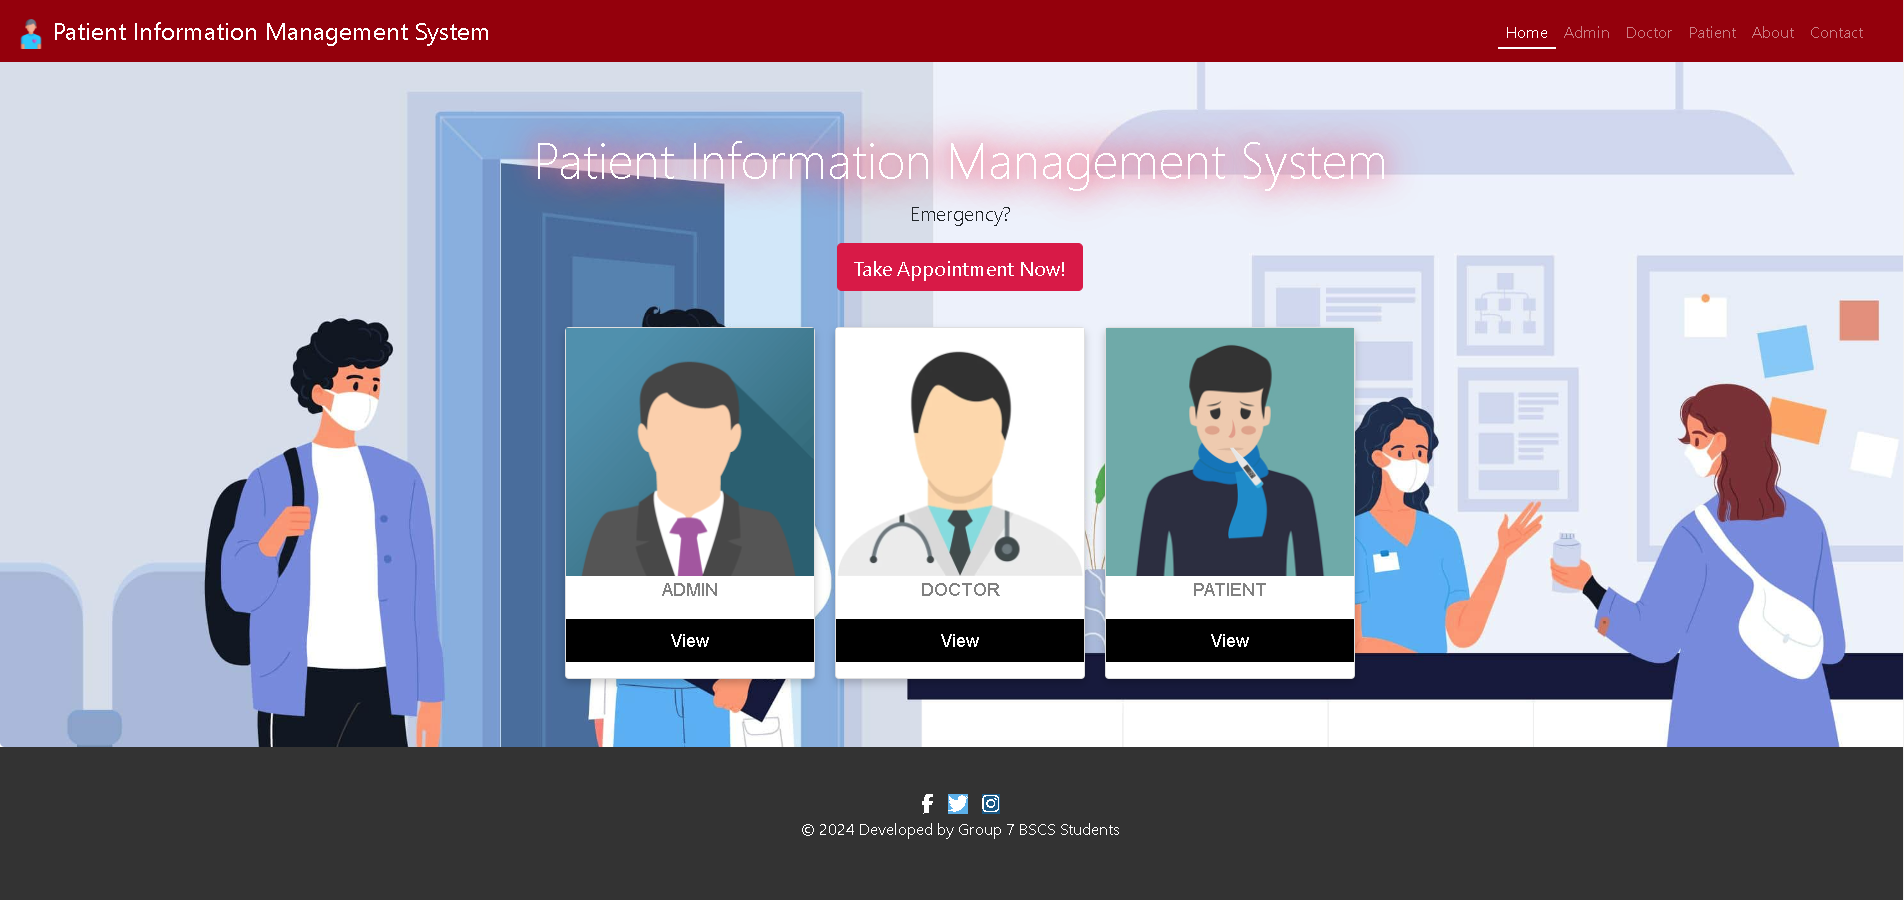 Patient Information Management System
Home Admin Doctor Patient About Contact
Patient Information Management System
Emergency?
Take Appointment Now!
ADMIN
View
DOCTOR
View
PATIENT
View
© 2024 Developed by Group 7 BSCS Students